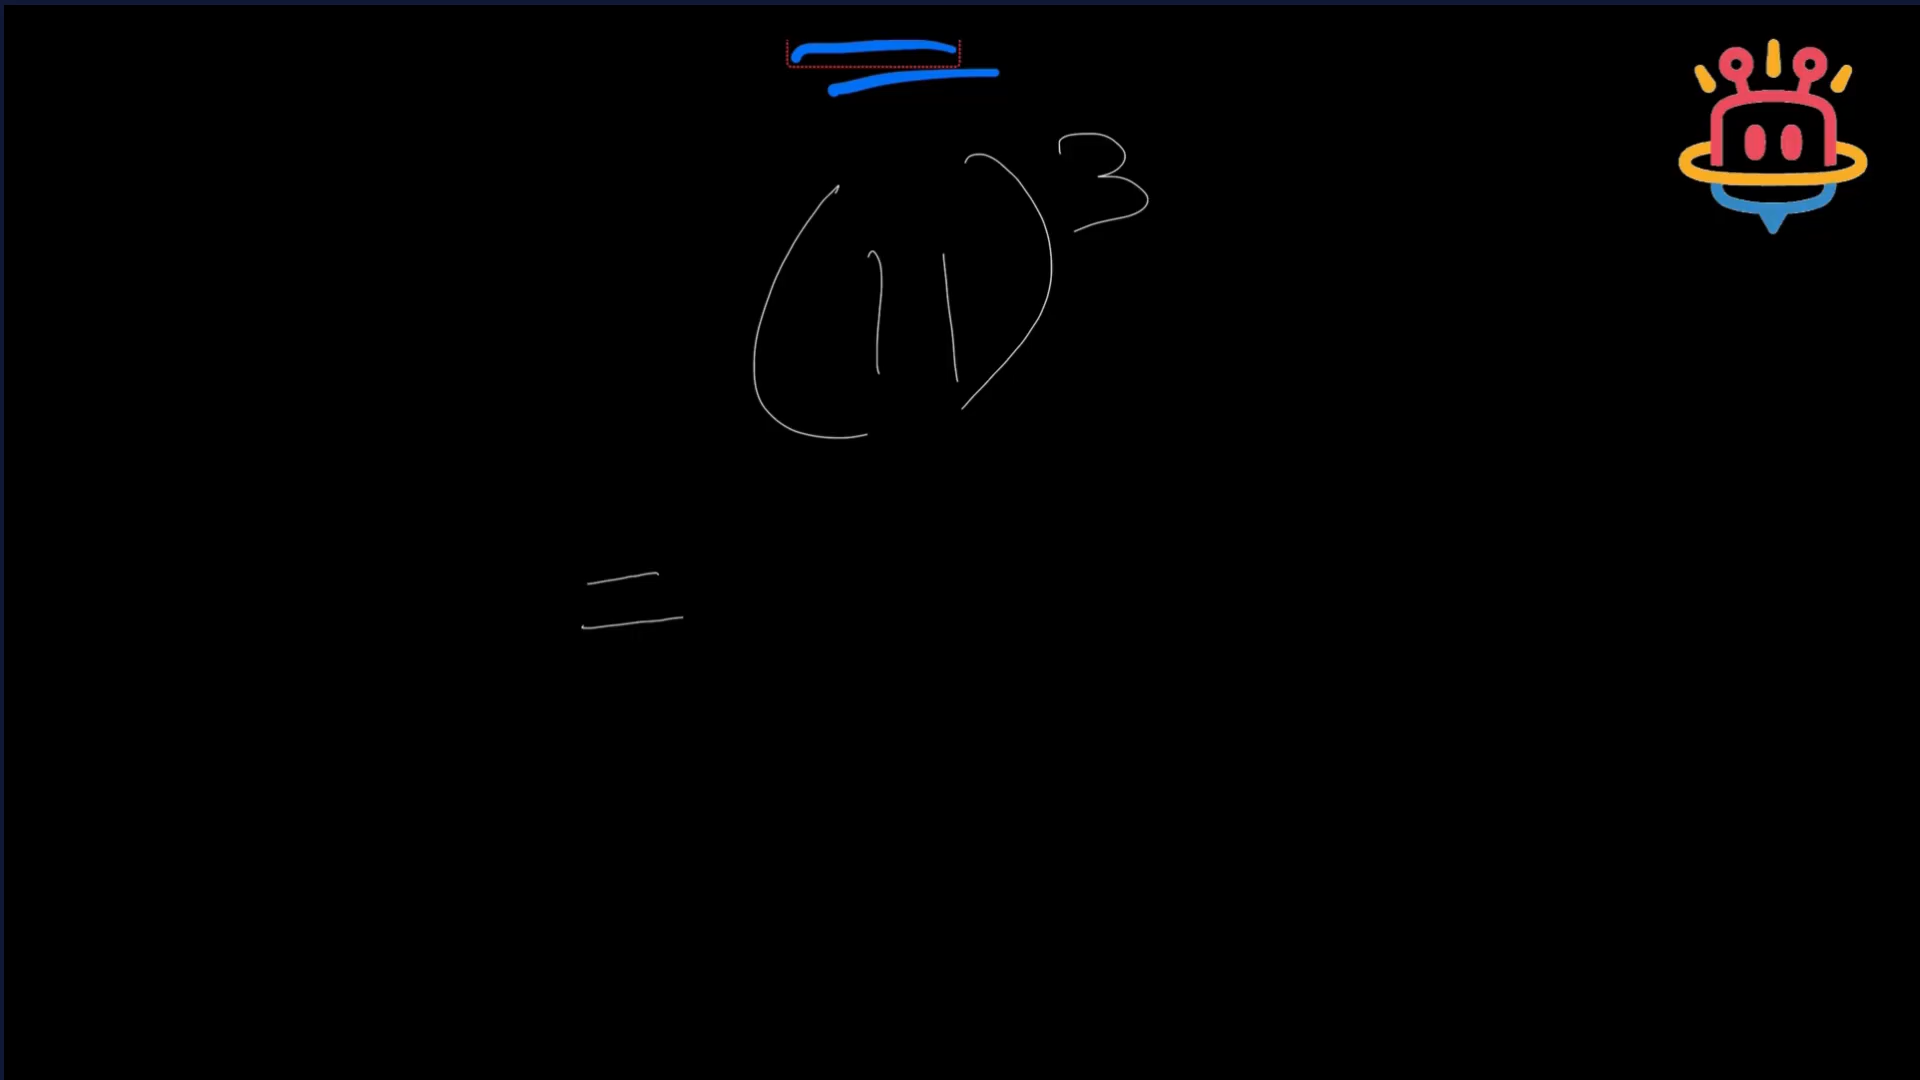 (11)³
=